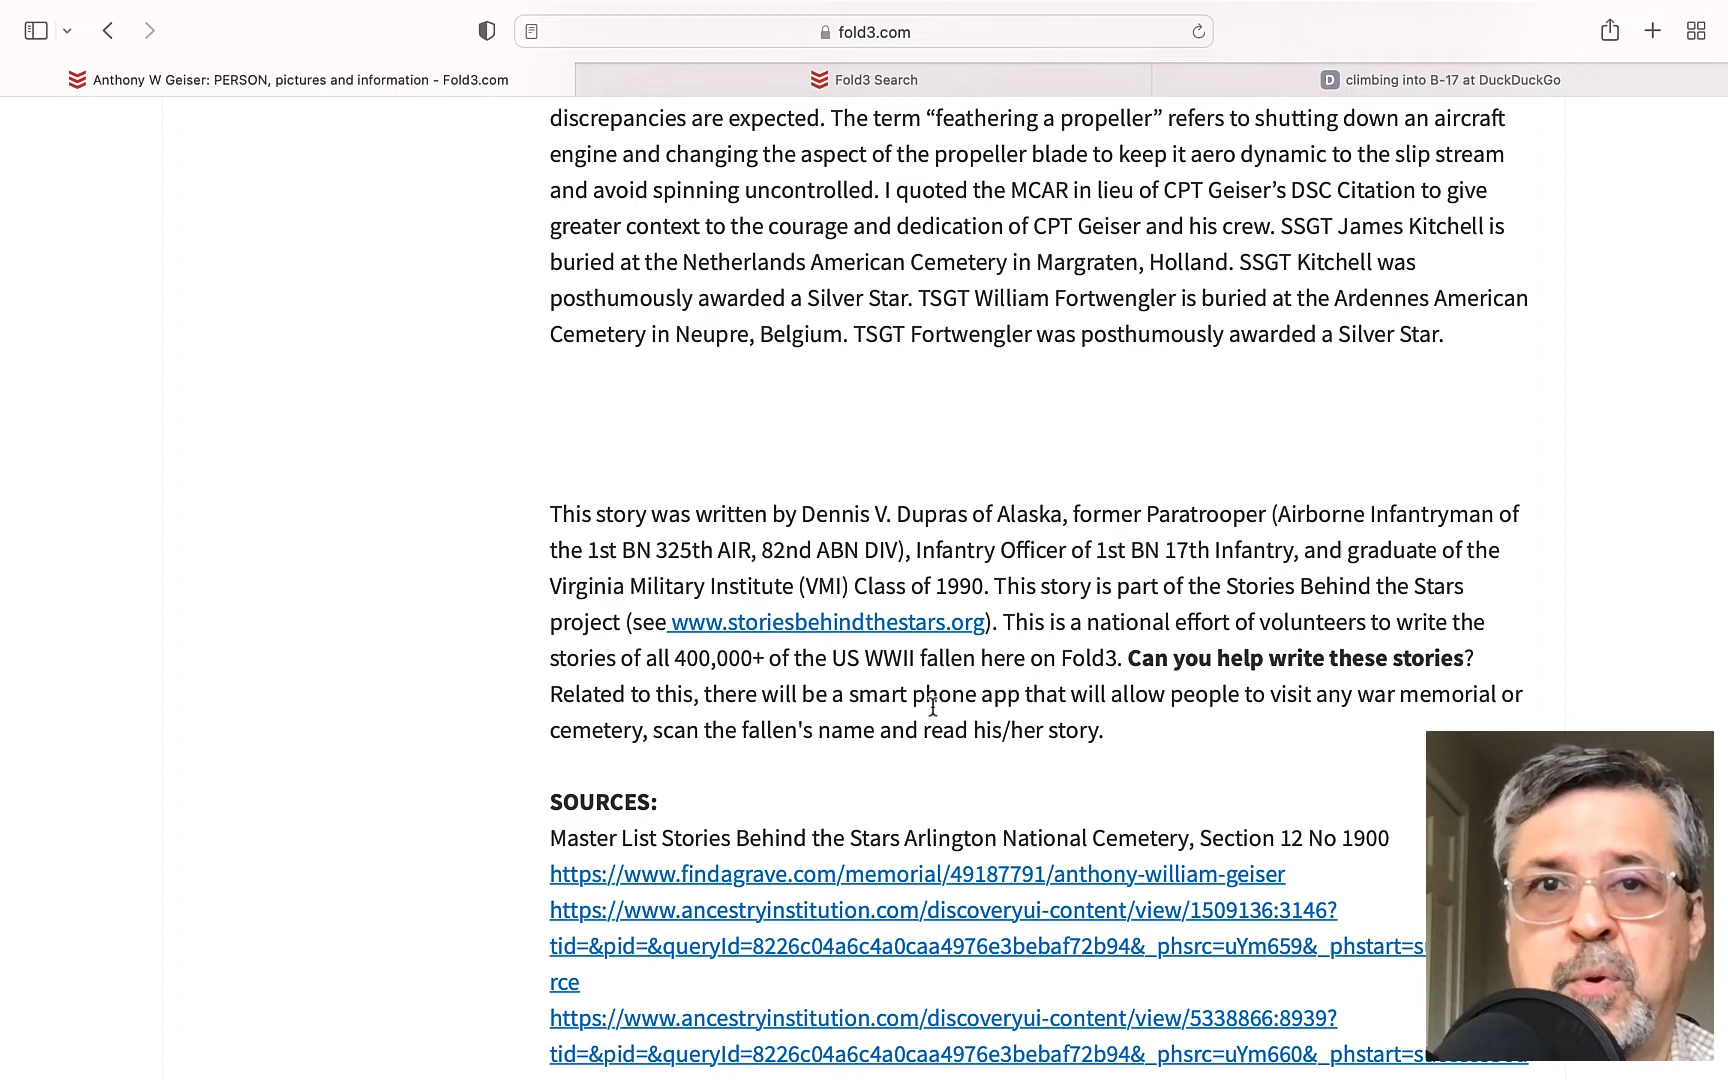 fold3.com
Anthony W Geiser: PERSON, pictures and information - Fold3.com
Fold3 Search
D climbing into B-17 at DuckDuckGo
discrepancies are expected. The term “feathering a propeller” refers to shutting down an aircraft
engine and changing the aspect of the propeller blade to keep it aero dynamic to the slip stream
and avoid spinning uncontrolled. I quoted the MCAR in lieu of CPT Geiser’s DSC Citation to give
greater context to the courage and dedication of CPT Geiser and his crew. SSGT James Kitchell is
buried at the Netherlands American Cemetery in Margraten, Holland. SSGT Kitchell was
posthumously awarded a Silver Star. TSGT William Fortwengler is buried at the Ardennes American
Cemetery in Neupre, Belgium. TSGT Fortwengler was posthumously awarded a Silver Star.
This story was written by Dennis V. Dupras of Alaska, former Paratrooper (Airborne Infantryman of
the 1st BN 325th AIR, 82nd ABN DIV), Infantry Officer of 1st BN 17th Infantry, and graduate of the
Virginia Military Institute (VMI) Class of 1990. This story is part of the Stories Behind the Stars
project (see www.storiesbehindthestars.org). This is a national effort of volunteers to write the
stories of all 400,000+ of the US WWII fallen here on Fold3. Can you help write these stories?
Related to this, there will be a smart phone app that will allow people to visit any war memorial or
cemetery, scan the fallen's name and read his/her story.
SOURCES:
Master List Stories Behind the Stars Arlington National Cemetery, Section 12 No 1900
https://www.findagrave.com/memorial/49187791/anthony-william-geiser
https://www.ancestryinstitution.com/discoveryui-content/view/1509136:3146?
tid=&pid=&queryId=8226c04a6c4a0caa4976e3bebaf72b94&_phsrc=uYm659&_phstart=
rce
https://www.ancestryinstitution.com/discoveryui-content/view/5338866:8939?
tid=&pid=&queryId=8226c04a6c4a0caa4976e3bebaf72b94&_phsrc=uYm660&_phstart=